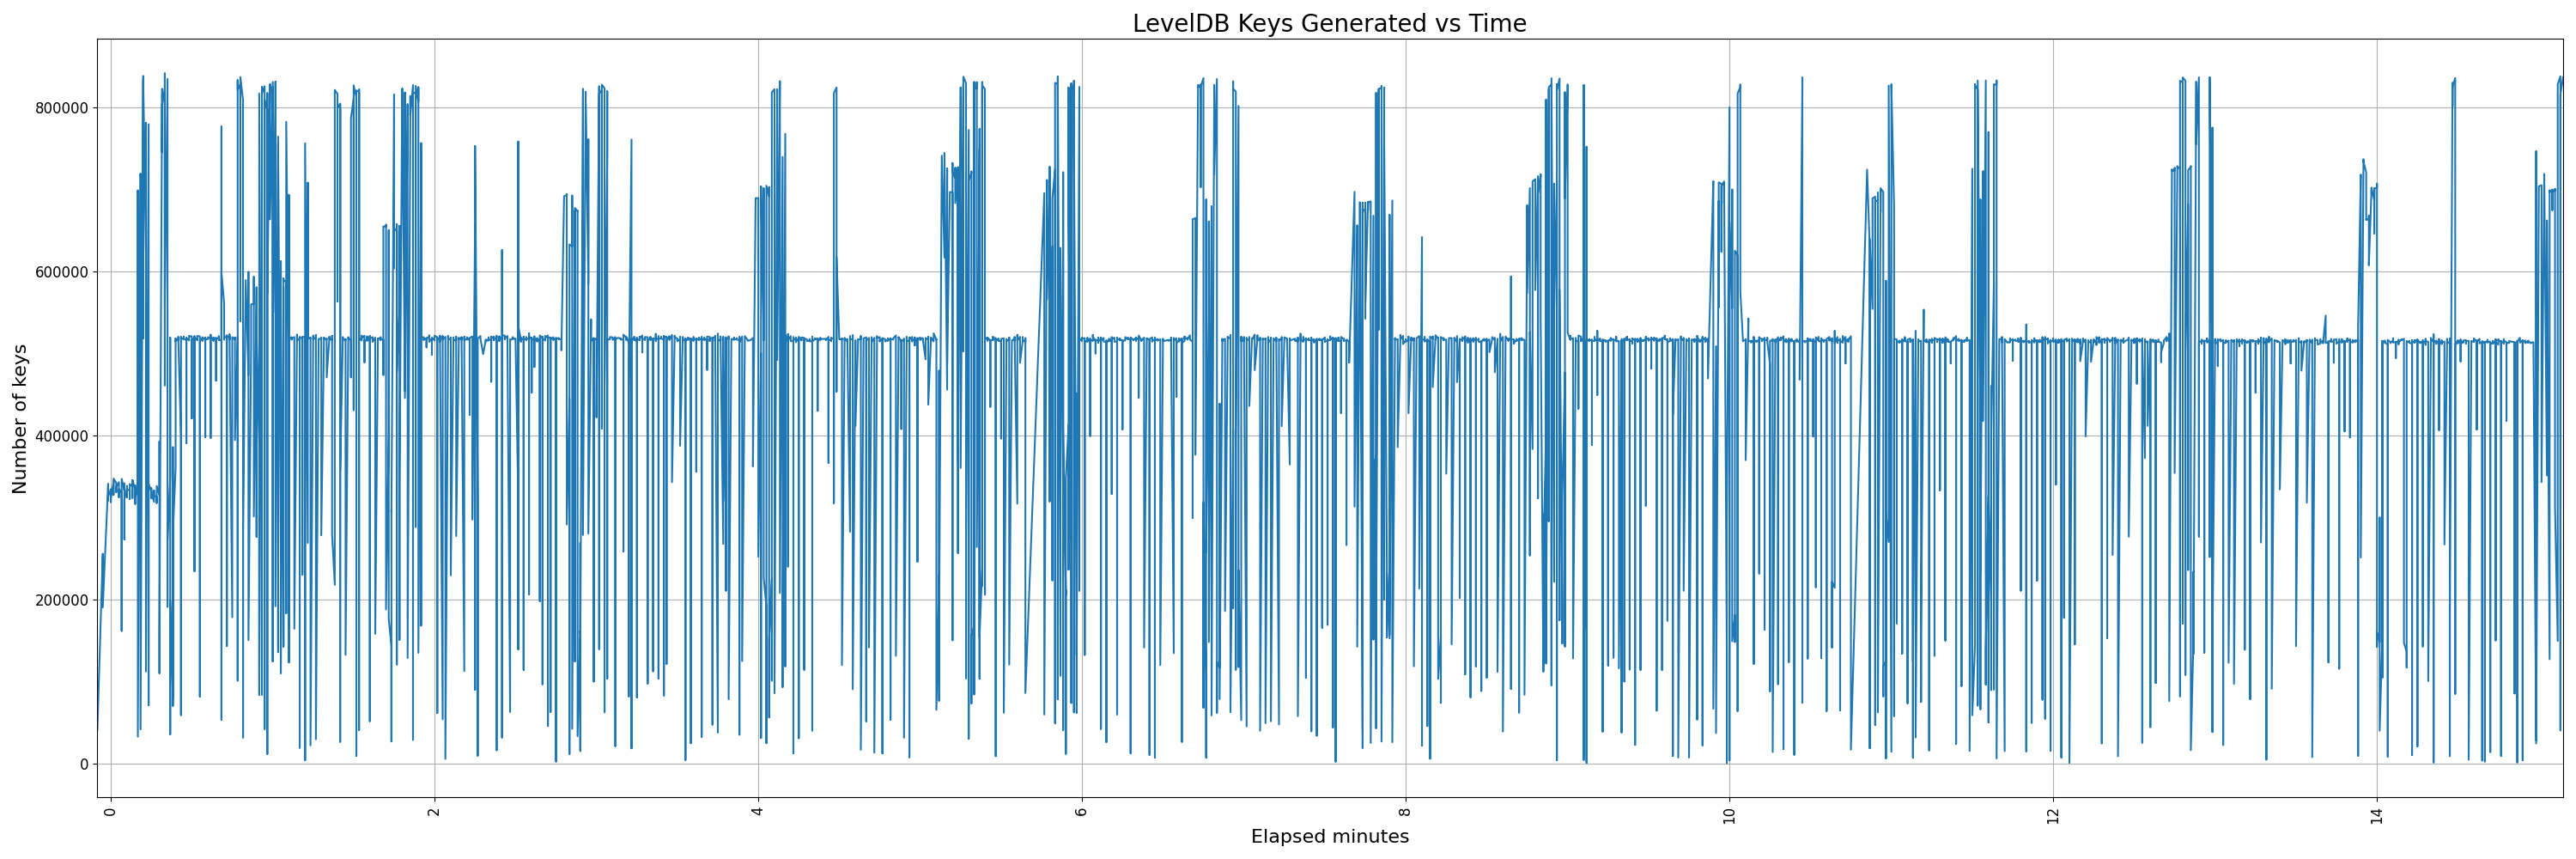 LevelDB Keys Generated vs Time
Number of keys
800000
600000
400000
200000
0
0 2 4 6 8 10 12 14
Elapsed minutes